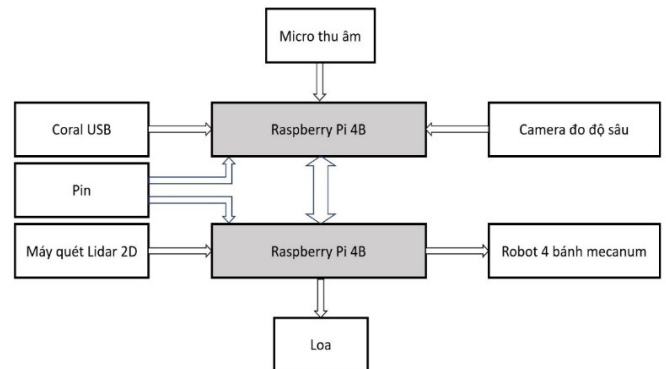 Micro thu âm
Coral USB
Raspberry Pi 4B
Camera đo độ sâu
Pin
Máy quét Lidar 2D
Raspberry Pi 4B
Robot 4 bánh mecanum
Loa